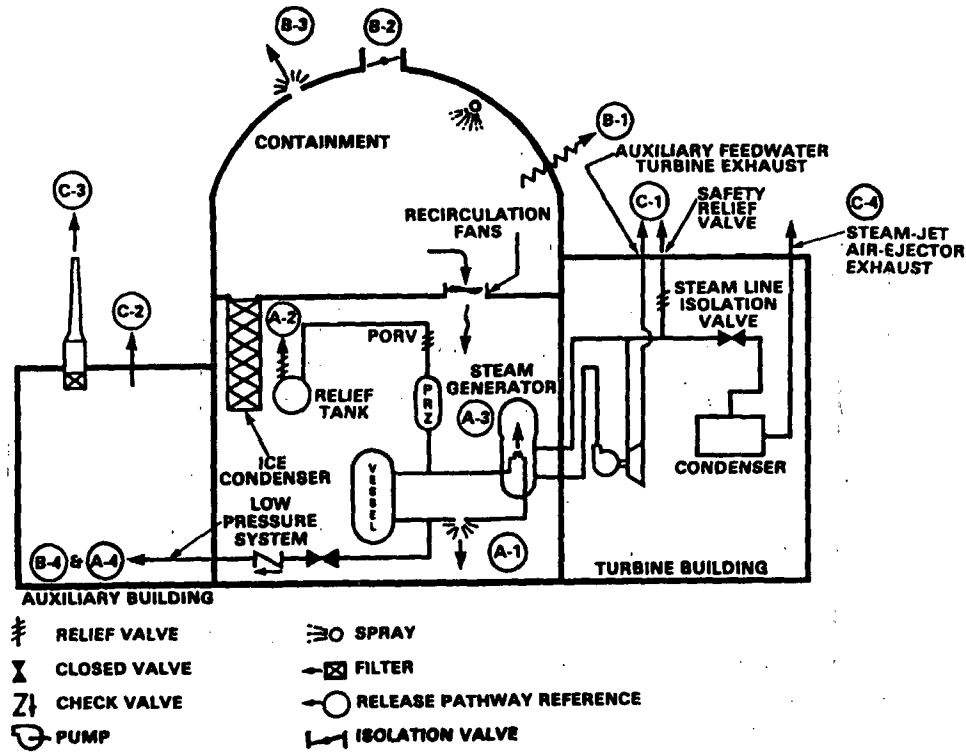 B-3
B-2
CONTAINMENT
B-1
AUXILIARY FEEDWATER
TURBINE EXHAUST
C-3
C-1
SAFETY
RELIEF
VALVE
C-4
STEAM-JET
AIR-EJECTOR
EXHAUST
RECIRCULATION
FANS
C-2
A-2
PORV
STEAM LINE
ISOLATION
VALVE
STEAM
GENERATOR
RELIEF
TANK
PRZ
A-3
ICE
CONDENSER
VESSEL
CONDENSER
LOW
PRESSURE
SYSTEM
B-4 & A-4
A-1
AUXILIARY BUILDING
TURBINE BUILDING
RELIEF VALVE
SPRAY
CLOSED VALVE
FILTER
CHECK VALVE
RELEASE PATHWAY REFERENCE
PUMP
ISOLATION VALVE